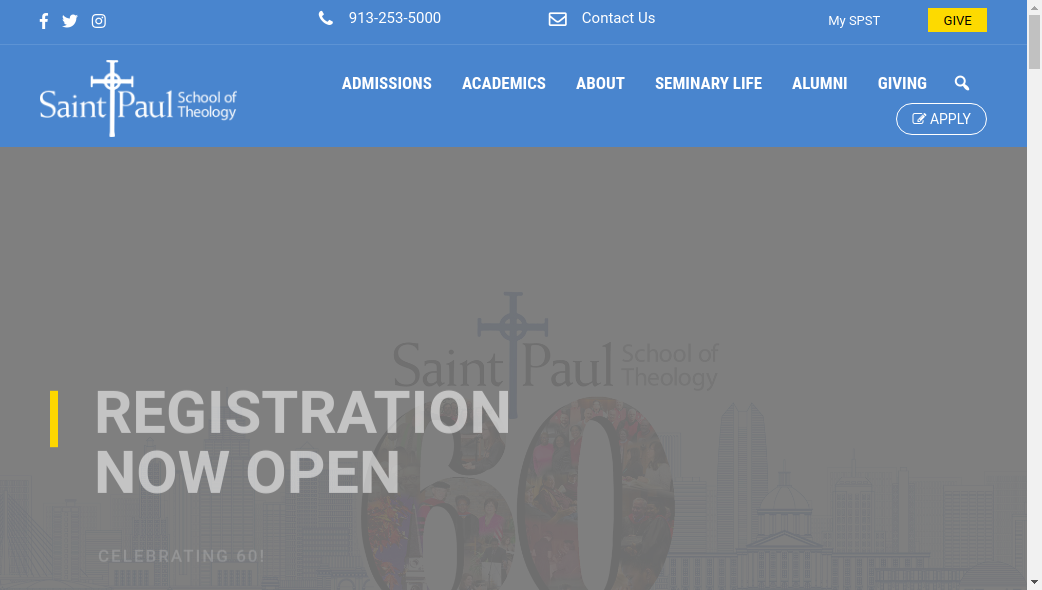 913-253-5000
Contact Us
My SPST
GIVE
Saint Paul School of Theology
ADMISSIONS
ACADEMICS
ABOUT
SEMINARY LIFE
ALUMNI
GIVING
APPLY
Saint Paul School of Theology
60
REGISTRATION
NOW OPEN
CELEBRATING 60!